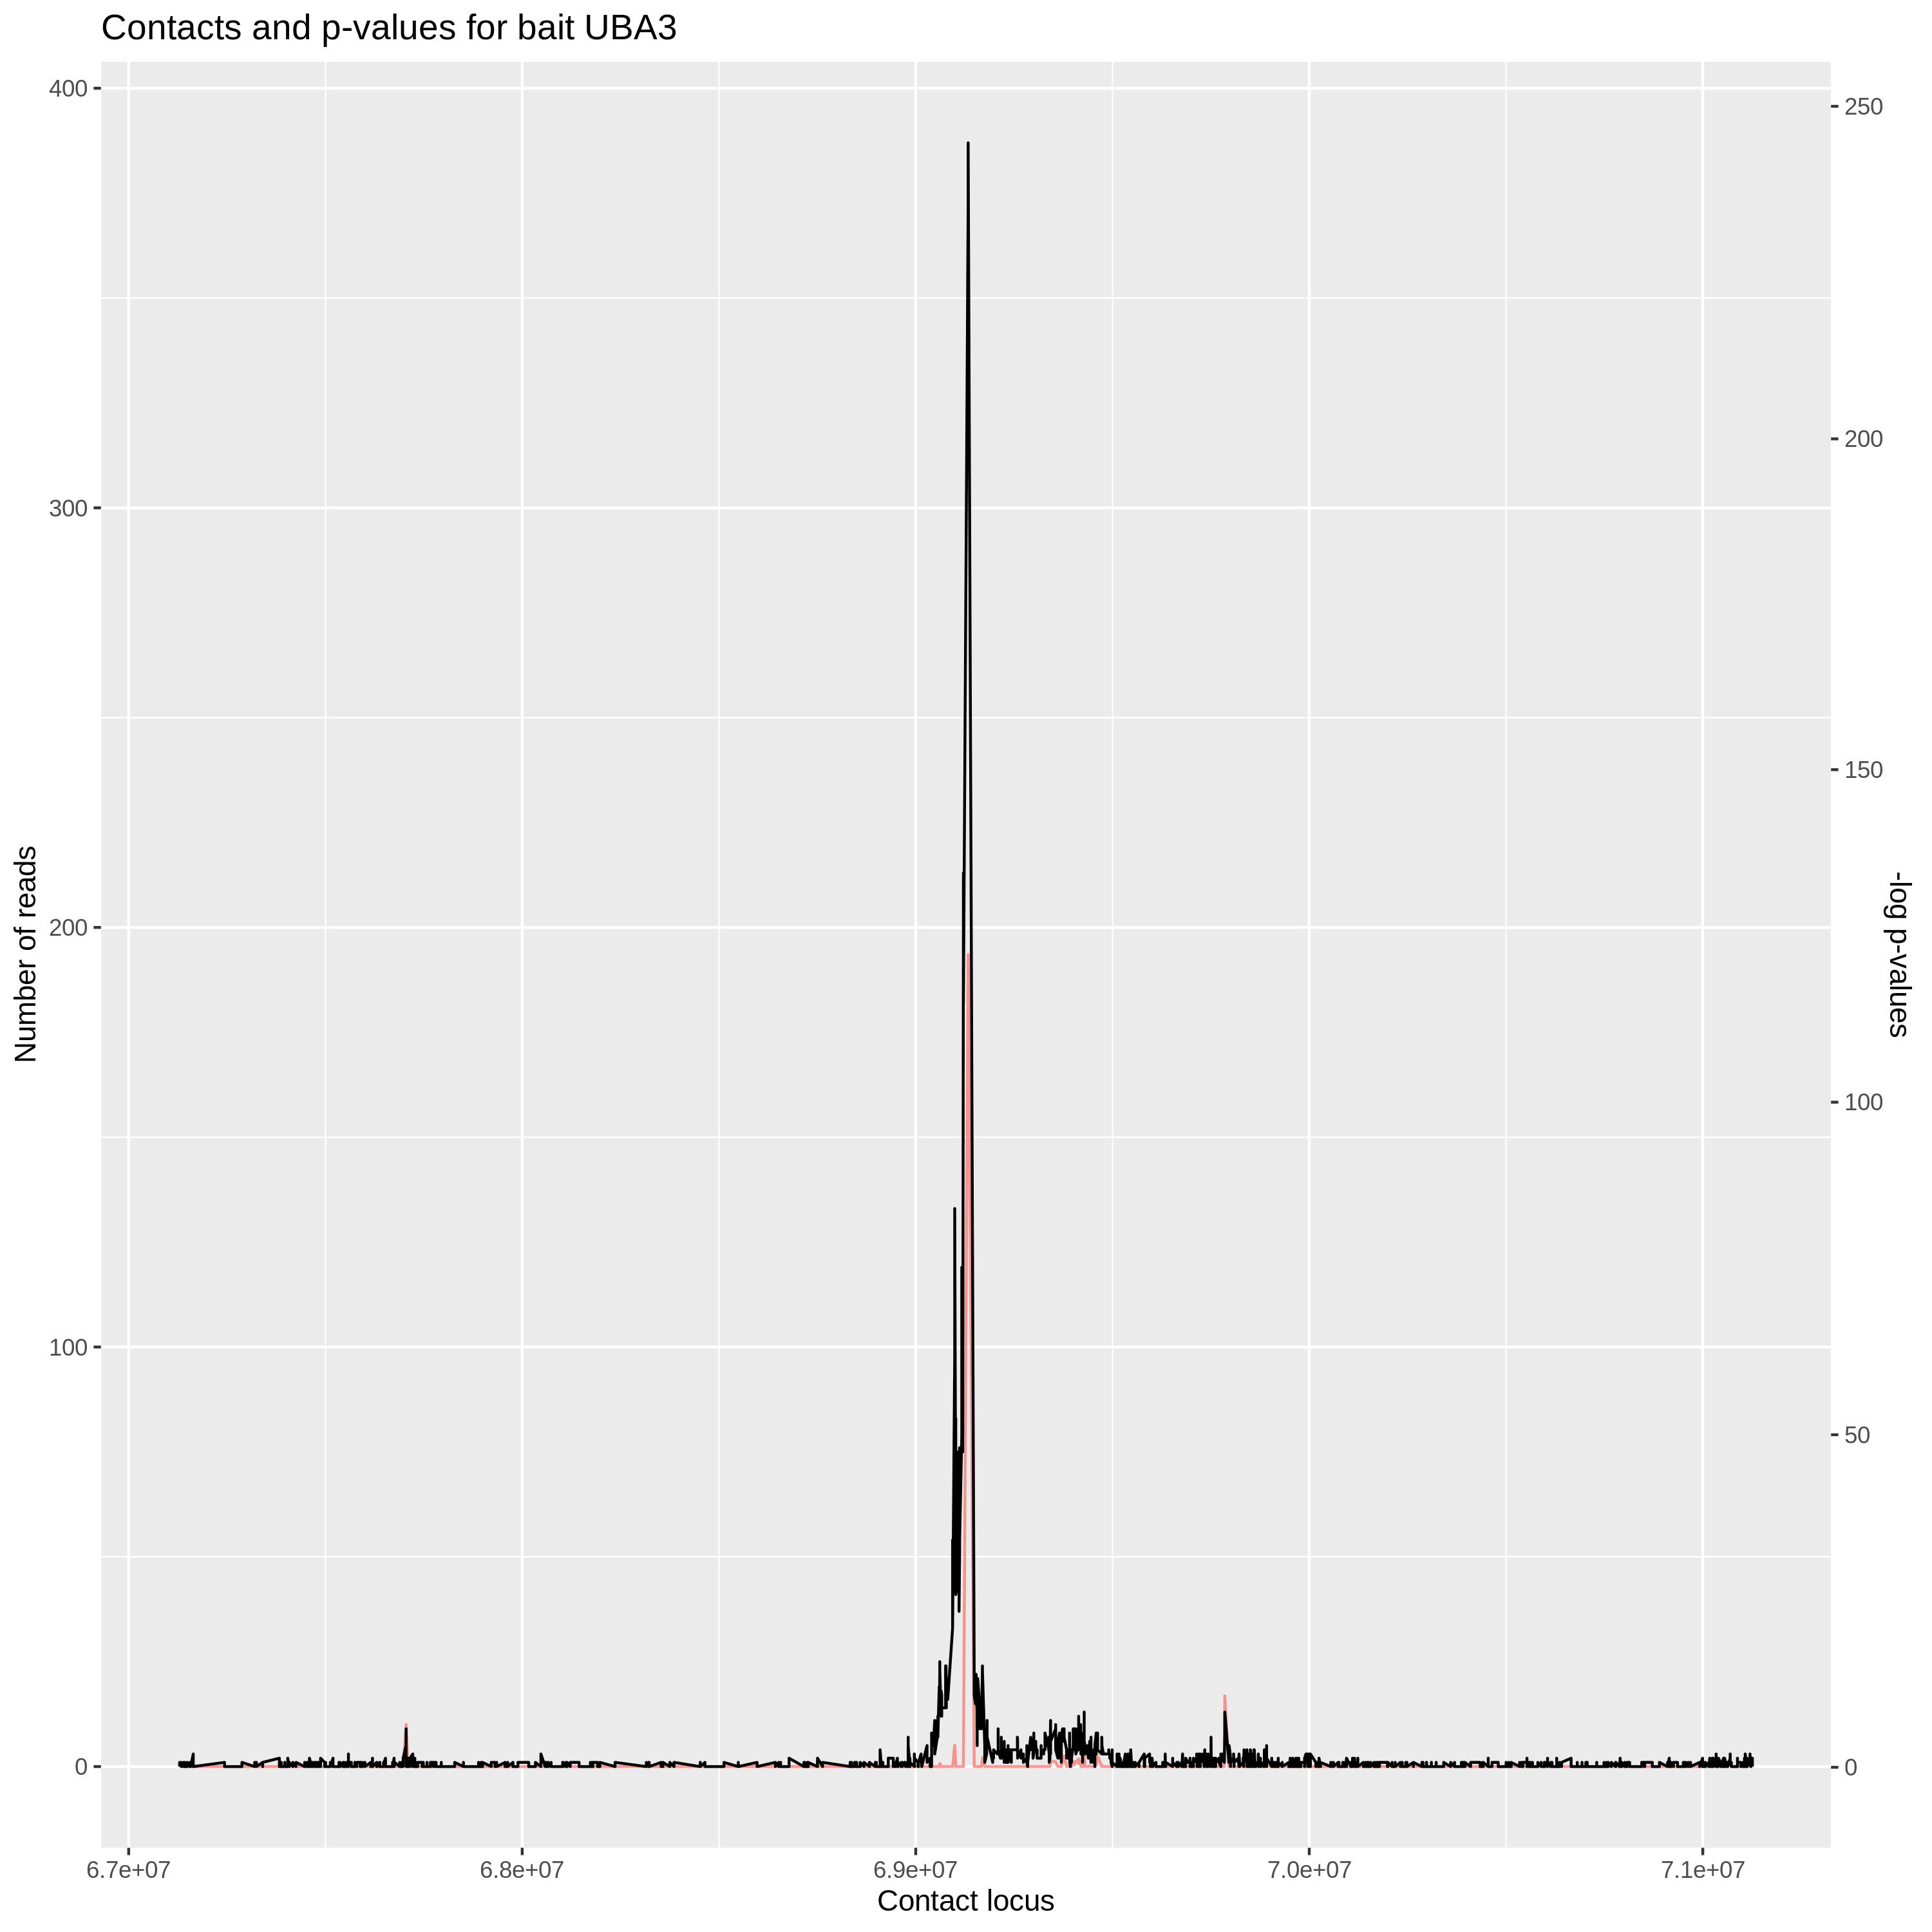 Contacts and p-values for bait UBA3
400
300
200
100
0
Number of reads
250
200
150
100
50
0
-log p-values
6.7e+07
6.8e+07
6.9e+07
7.0e+07
7.1e+07
Contact locus